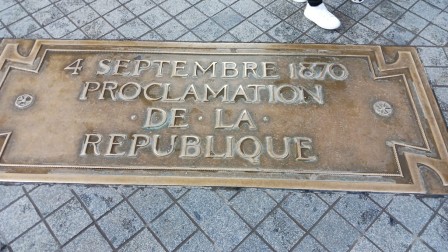 4 SEPTEMBRE 1870
PROCLAMATION
· DE · LA ·
REPUBLIQUE